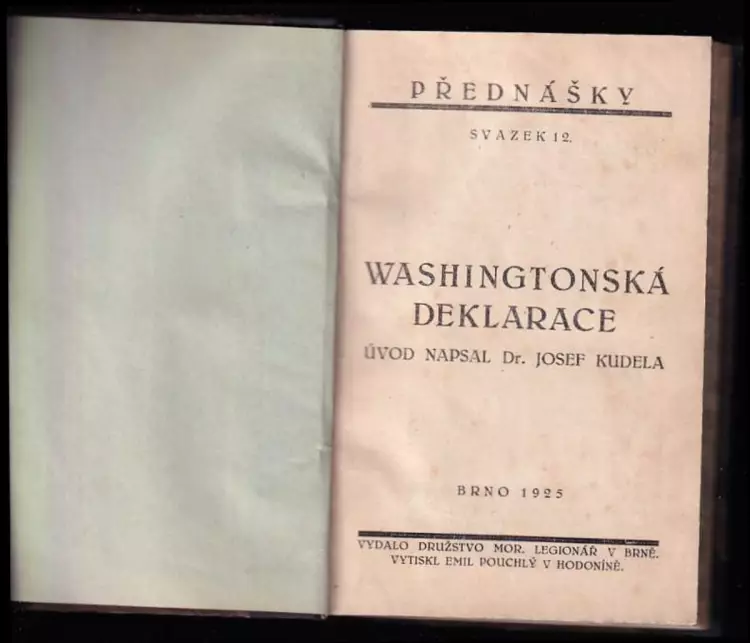 PŘEDNÁŠKY
SVAZEK 12.
WASHINGTONSKÁ
DEKLARACE
ÚVOD NAPSAL Dr. JOSEF KUDELA
BRNO 1925
VYDALO DRUŽSTVO MOR. LEGIONÁŘ V BRNĚ.
VYTISKL EMIL POUCHLÝ V HODONÍNĚ.